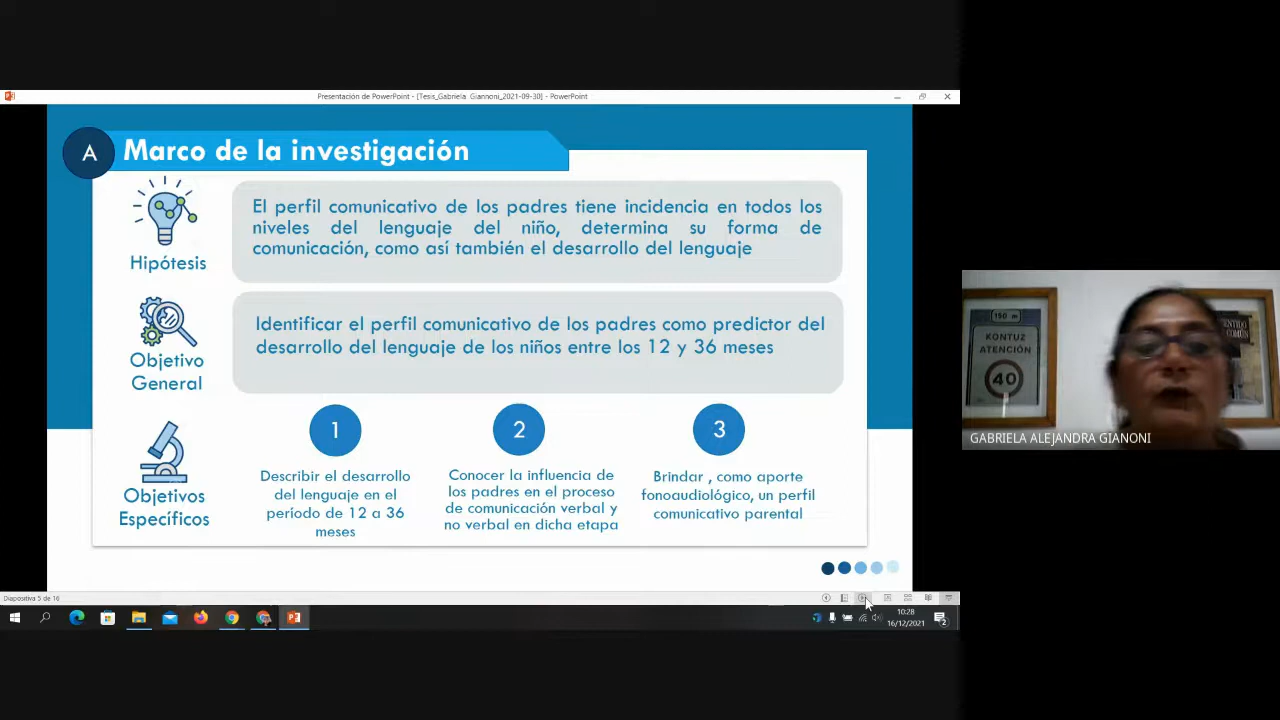 Presentación de PowerPoint - [Tesis_Gabriela Giannoni_2021-09-30] - PowerPoint
A
Marco de la investigación
Hipótesis
El perfil comunicativo de los padres tiene incidencia en todos los
niveles del lenguaje del niño, determina su forma de
comunicación, como así también el desarrollo del lenguaje
Objetivo
General
Identificar el perfil comunicativo de los padres como predictor del
desarrollo del lenguaje de los niños entre los 12 y 36 meses
Objetivos
Específicos
1
Describir el desarrollo
del lenguaje en el
periodo de 12 a 36
meses
2
Conocer la influencia de
los padres en el proceso
de comunicación verbal y
no verbal en dicha etapa
3
Brindar , como aporte
fonoaudiológico, un perfil
comunicativo parental
Diapositiva 5 de 16
10:28
16/12/2021
2
150 m
KONTUZ
ATENCIÓN
40
COMÚN
GABRIELA ALEJANDRA GIANONI